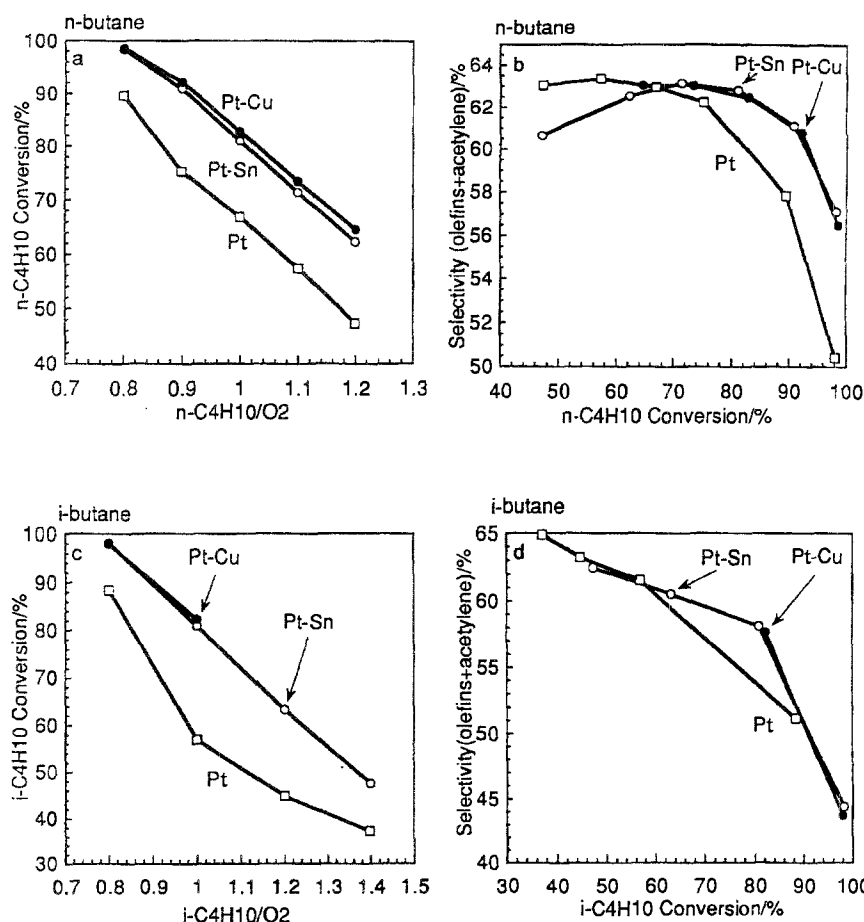 n-butane
a
n-C4H10 Conversion/%
100
90
80
70
60
50
40
Pt-Cu
Pt-Sn
Pt
0.7 0.8 0.9 1 1.1 1.2 1.3
n-C4H10/O2
n-butane
b
Selectivity (olefins+acetylene)/%
64
62
60
58
56
54
52
50
Pt-Sn
Pt-Cu
Pt
40 50 60 70 80 90 100
n-C4H10 Conversion/%
i-butane
c
i-C4H10 Conversion/%
100
90
80
70
60
50
40
30
Pt-Cu
Pt-Sn
Pt
0.7 0.8 0.9 1 1.1 1.2 1.3 1.4 1.5
i-C4H10/O2
i-butane
d
Selectivity(olefins+acetylene)/%
65
60
55
50
45
40
Pt-Sn
Pt-Cu
Pt
30 40 50 60 70 80 90 100
i-C4H10 Conversion/%